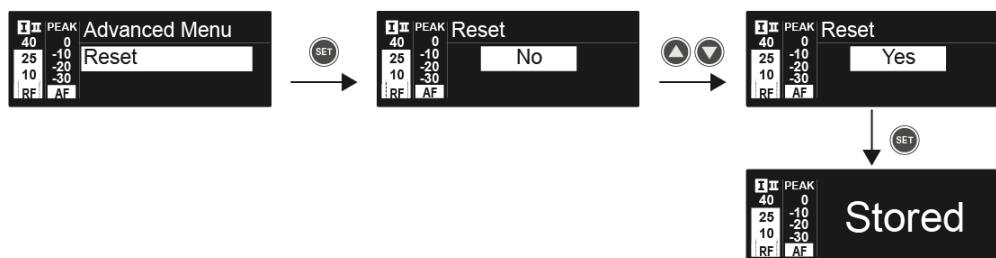 I II PEAK Advanced Menu
40 0
25 -10 Reset
10 -20
-30
RF AF
SET
I II PEAK Reset
40 0
25 -10 No
10 -20
-30
RF AF
I II PEAK Reset
40 0
25 -10 Yes
10 -20
-30
RF AF
SET
I II PEAK
40 0
25 -10 Stored
10 -20
-30
RF AF